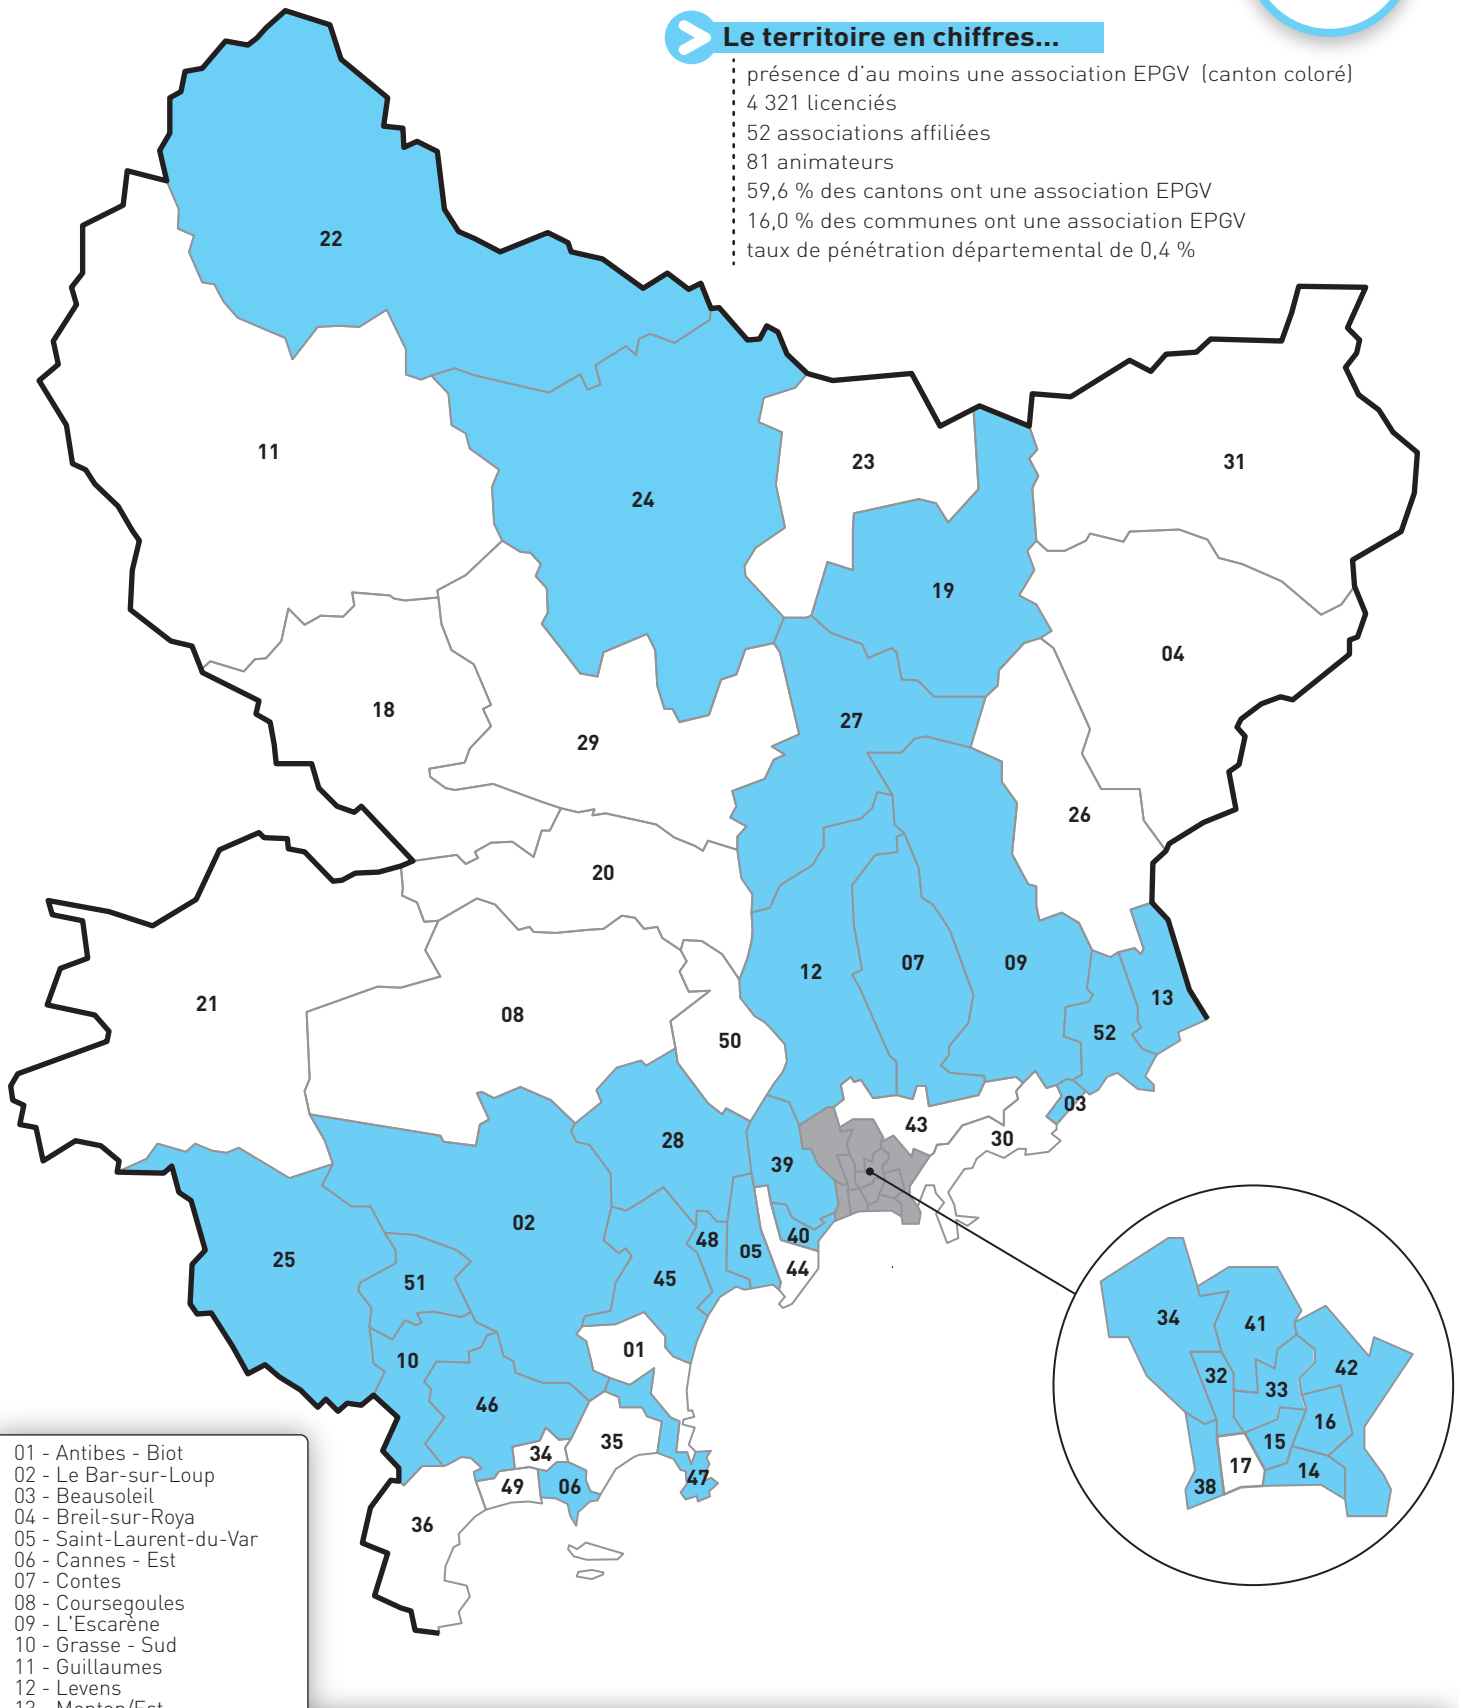 Le territoire en chiffres...
présence d'au moins une association EPGV (canton coloré)
4 321 licenciés
52 associations affiliées
81 animateurs
59,6 % des cantons ont une association EPGV
16,0 % des communes ont une association EPGV
taux de pénétration départemental de 0,4 %
22
11
24
23
31
19
04
18
29
27
26
20
12
07
09
13
21
08
50
52
03
43
30
28
39
02
48
05
40
44
25
51
45
01
10
46
35
34
49
06
47
36
34
41
42
32
33
16
15
17
14
38
01 - Antibes - Biot
02 - Le Bar-sur-Loup
03 - Beausoleil
04 - Breil-sur-Roya
05 - Saint-Laurent-du-Var
06 - Cannes - Est
07 - Contes
08 - Coursegoules
09 - L'Escarène
10 - Grasse - Sud
11 - Guillaumes
12 - Levens
13 - Menton/Est